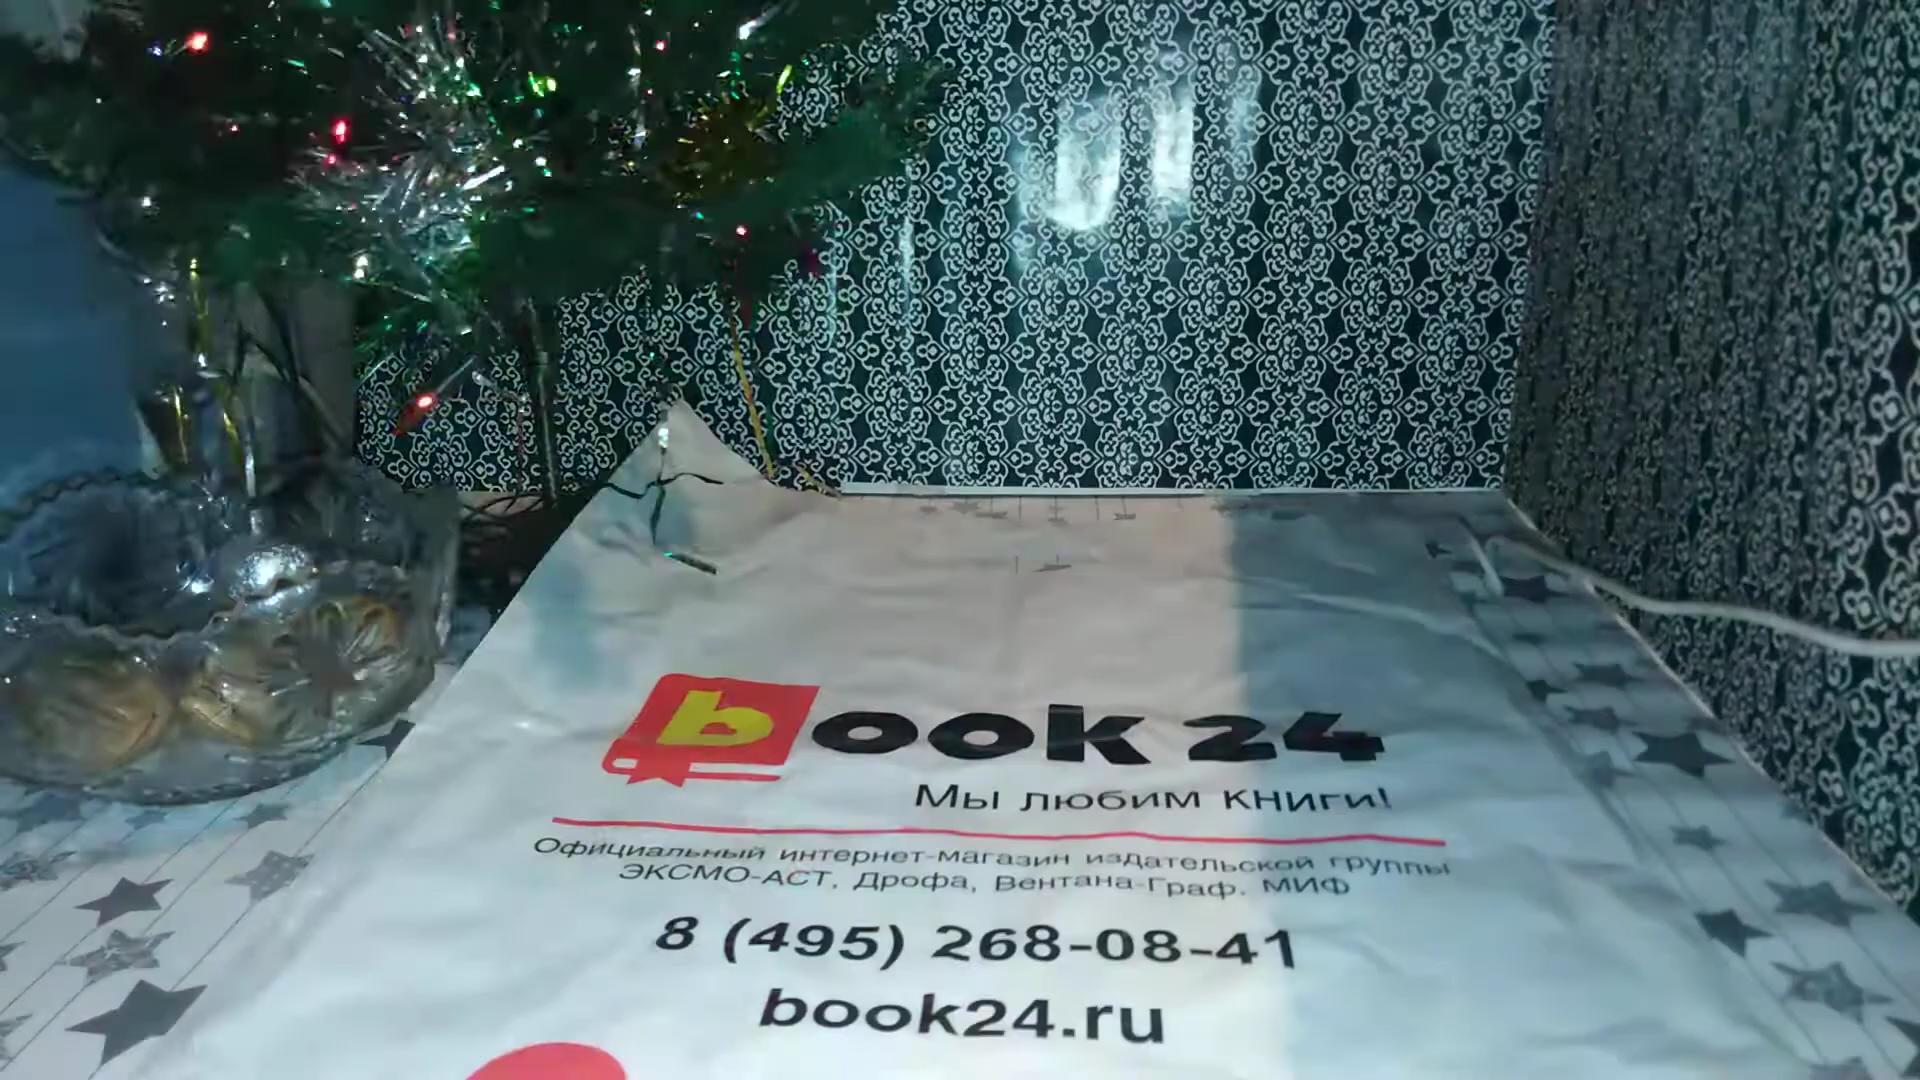 book 24
Мы любим книги!
Официальный интернет-магазин издательской группы
ЭКСМО-АСТ, Дрофа, Вентана-Граф, МИФ
8 (495) 268-08-41
book24.ru